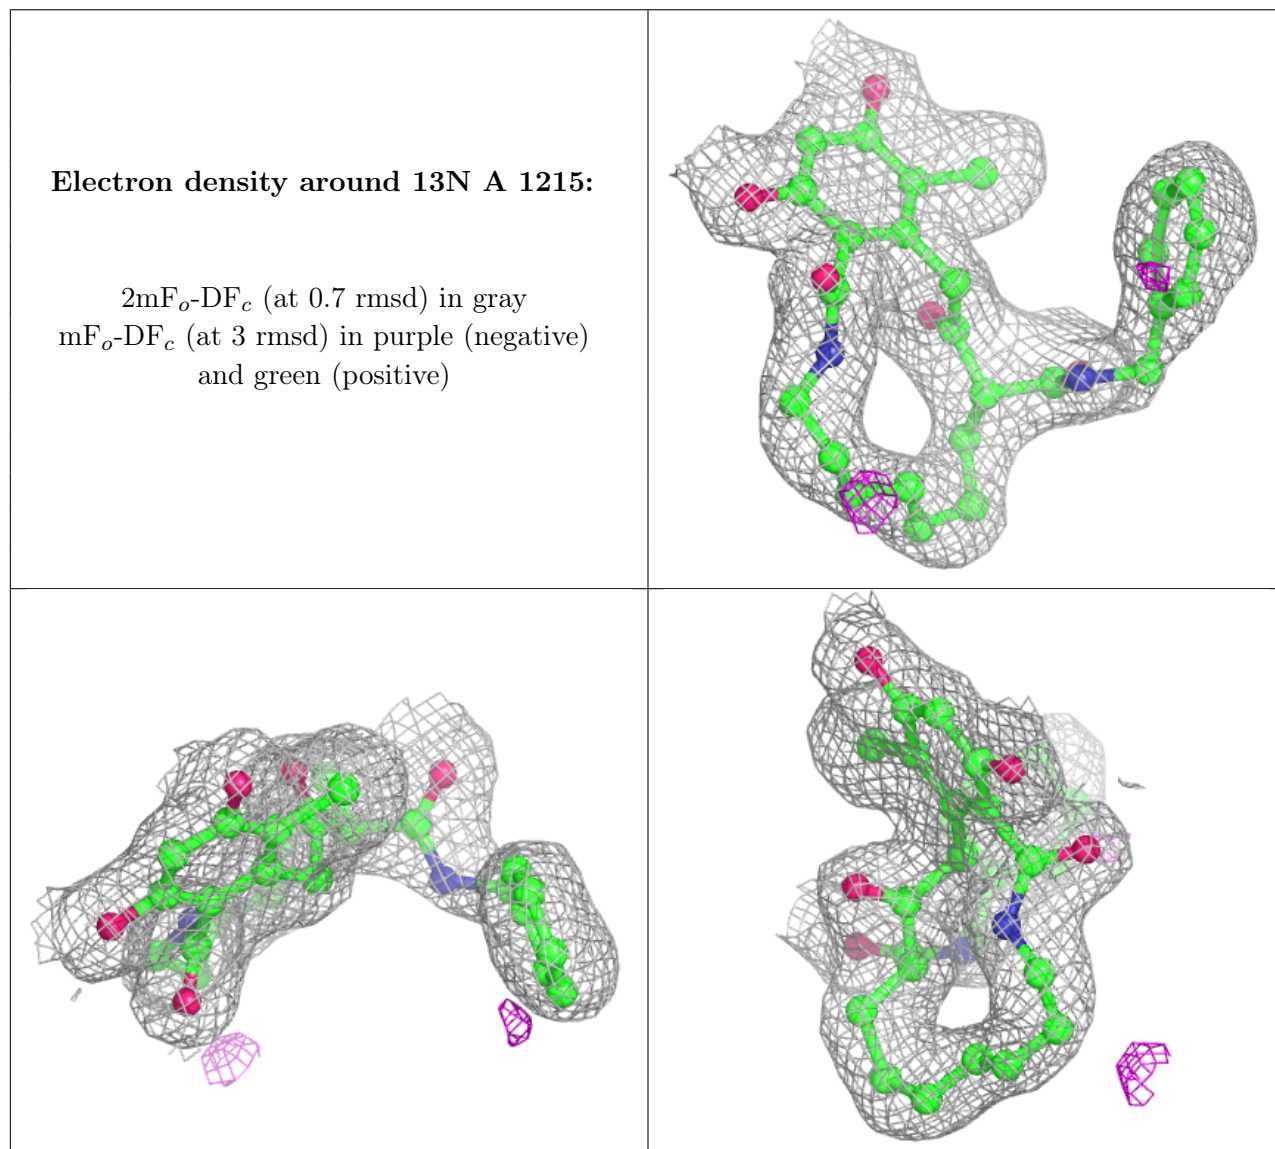 Electron density around 13N A 1215:
2mFo-DFc (at 0.7 rmsd) in gray
mFo-DFc (at 3 rmsd) in purple (negative)
and green (positive)